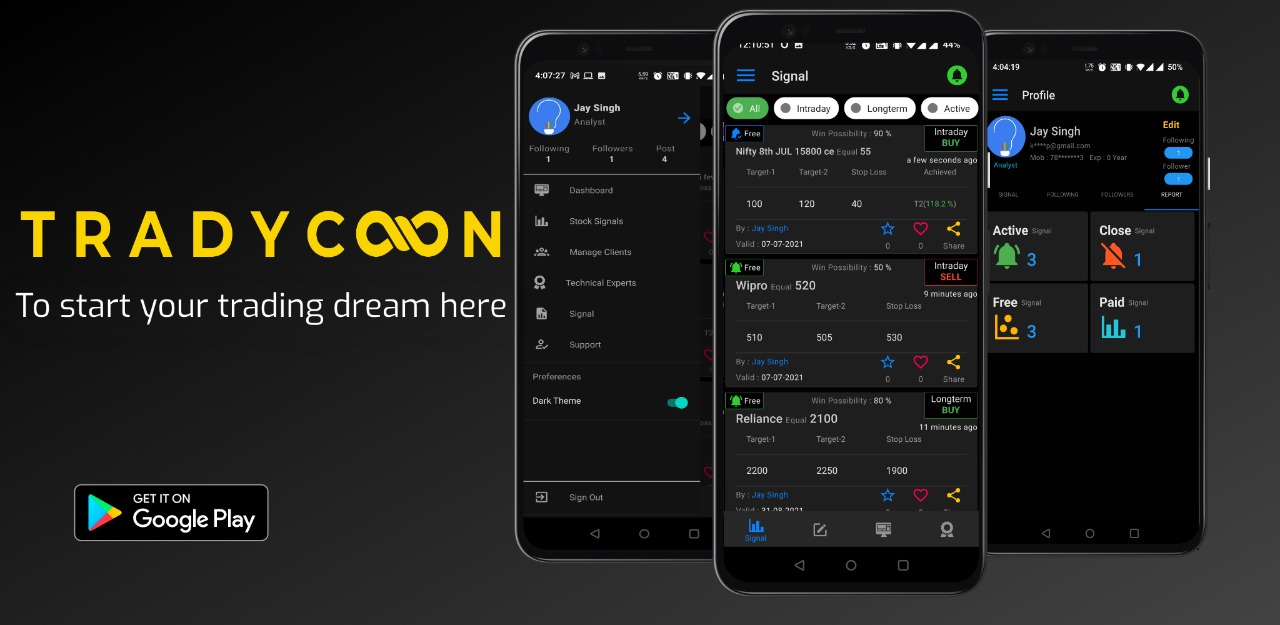 TRADYCOON
To start your trading dream here
GET IT ON
Google Play
4:07:27
Jay Singh
Analyst
Following Followers Post
1 1 4
Dashboard
Stock Signals
Manage Clients
Technical Experts
Signal
Support
Preferences
Dark Theme
Sign Out
12:10:51 44%
Signal
All Intraday Longterm Active
Free Win Possibility : 90 % Intraday
BUY
Nifty 8th JUL 15800 ce Equal 55
a few seconds ago
Target-1 Target-2 Stop Loss Achieved
100 120 40 T2(118.2 %)
By : Jay Singh
Valid : 07-07-2021 0 0 Share
Free Win Possibility : 50 % Intraday
SELL
Wipro Equal 520
9 minutes ago
Target-1 Target-2 Stop Loss
510 505 530
By : Jay Singh
Valid : 07-07-2021 0 0 Share
Free Win Possibility : 80 % Longterm
BUY
Reliance Equal 2100
11 minutes ago
Target-1 Target-2 Stop Loss
2200 2250 1900
By : Jay Singh
Valid : 31-08-2021
Signal
4:04:19 50%
Profile
Jay Singh Edit
k****p@gmail.com Following
1
Mob : 78*******3 Exp : 0 Year
Analyst Follower
1
SIGNAL FOLLOWING FOLLOWERS REPORT
Active Signal Close Signal
3 1
Free Signal Paid Signal
3 1